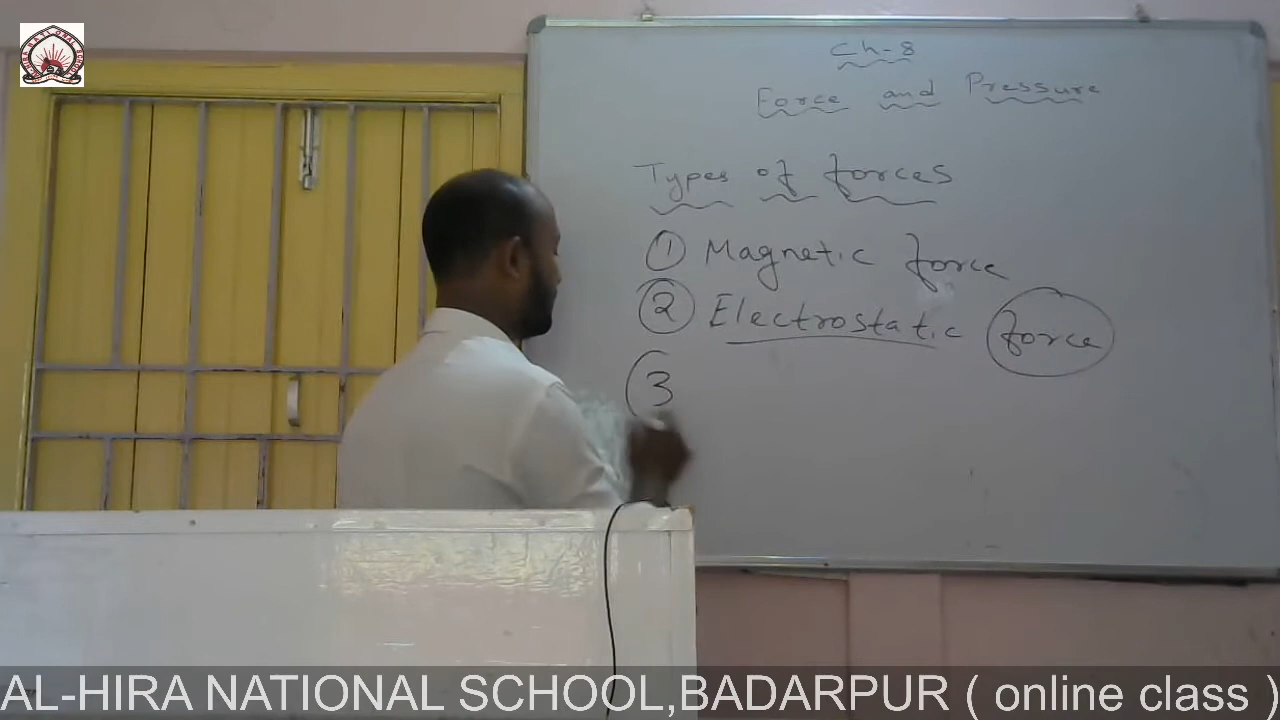 Ch-8
Force and Pressure
Types of forces
① Magnetic force
② Electrostatic force
③
AL-HIRA NATIONAL SCHOOL,BADARPUR ( online class )